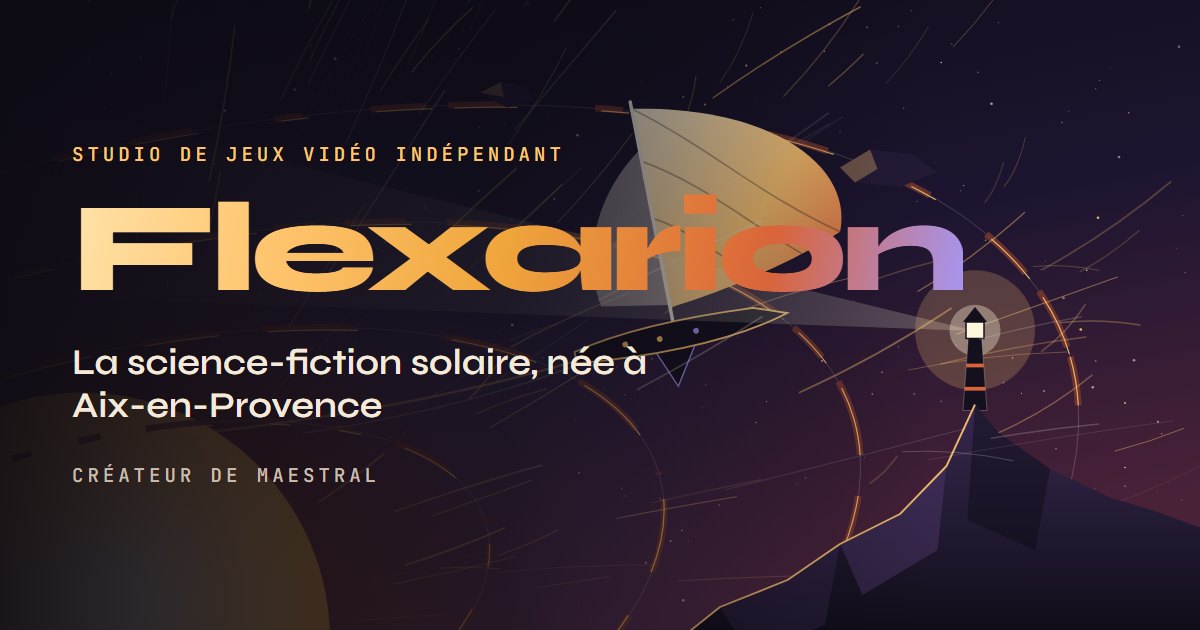 STUDIO DE JEUX VIDÉO INDÉPENDANT
Flexarion
La science-fiction solaire, née à
Aix-en-Provence
CRÉATEUR DE MAESTRAL